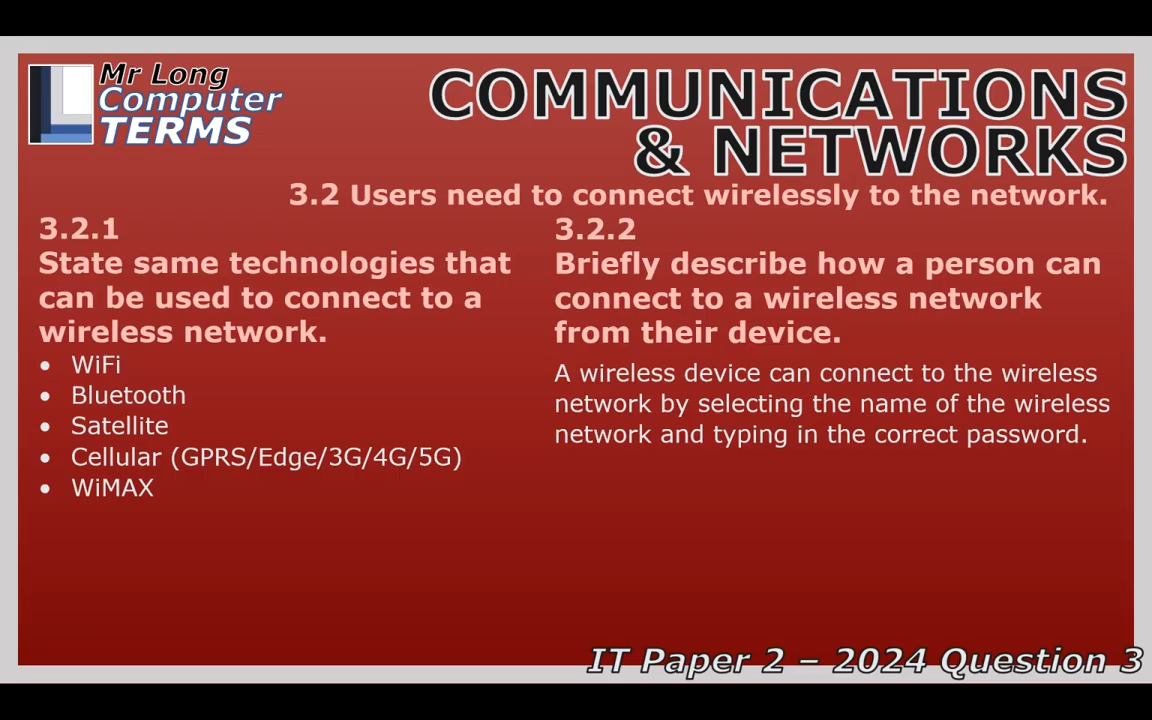 Mr Long
Computer
TERMS
COMMUNICATIONS
& NETWORKS
3.2 Users need to connect wirelessly to the network.
3.2.1
State same technologies that
can be used to connect to a
wireless network.
• WiFi
• Bluetooth
• Satellite
• Cellular (GPRS/Edge/3G/4G/5G)
• WiMAX
3.2.2
Briefly describe how a person can
connect to a wireless network
from their device.
A wireless device can connect to the wireless
network by selecting the name of the wireless
network and typing in the correct password.
IT Paper 2 – 2024 Question 3